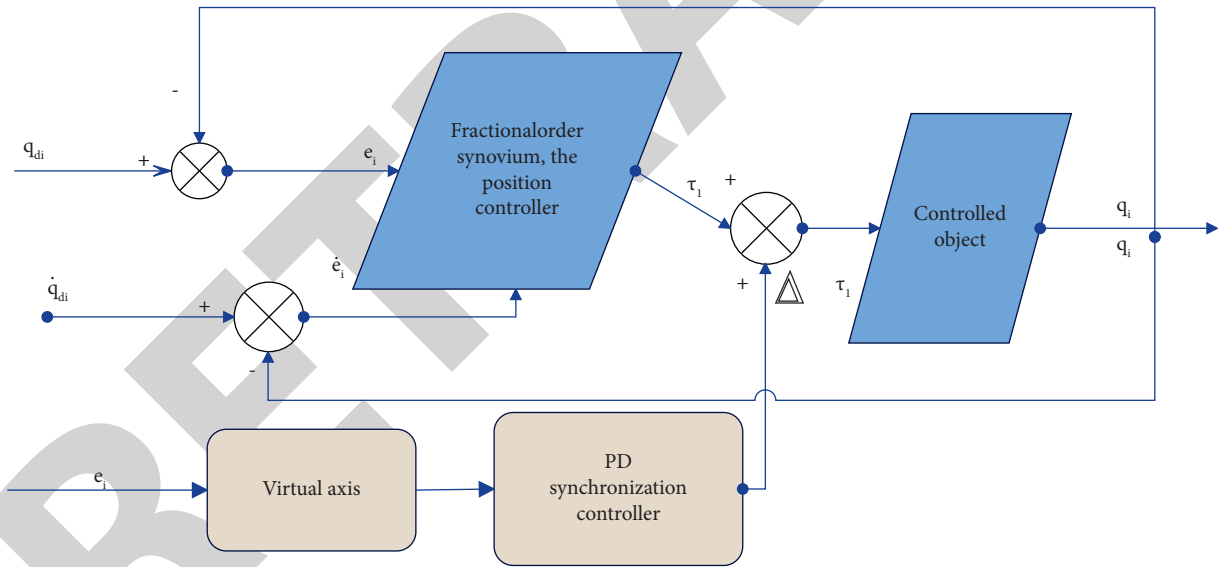 -
q_di
+
e_i
Fractionalorder
synovium, the
position
controller
τ_1
+
Controlled
object
q_i
q_i
q̇_di
+
ė_i
-
+
τ_1
e_i
Virtual axis
PD
synchronization
controller